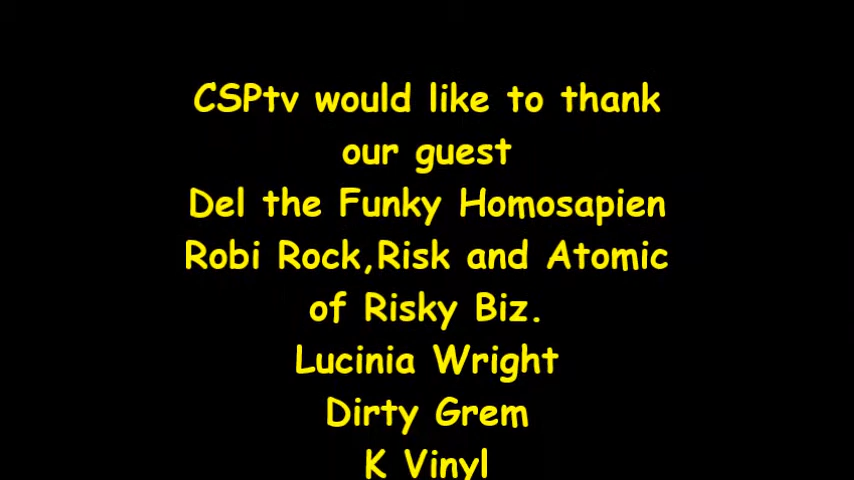 CSPtv would like to thank
our guest
Del the Funky Homosapien
Robi Rock,Risk and Atomic
of Risky Biz.
Lucinia Wright
Dirty Grem
K Vinyl